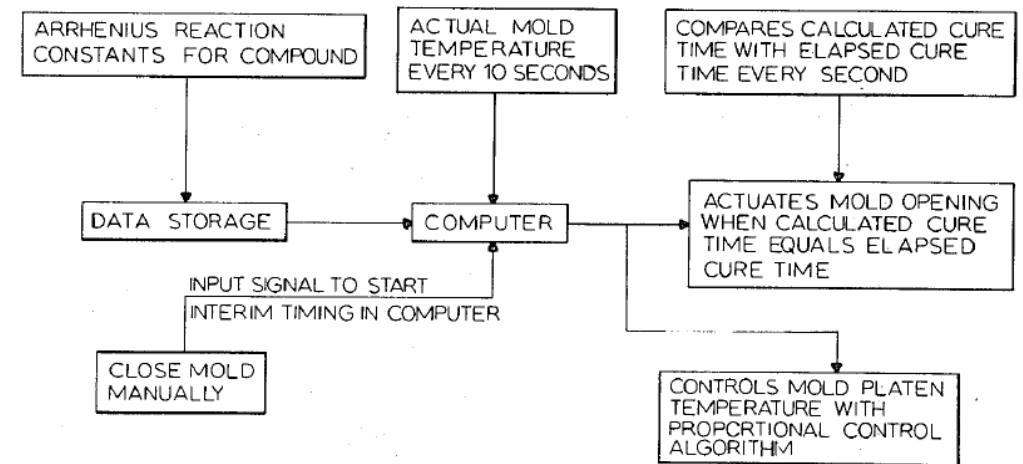 ARRHENIUS REACTION
CONSTANTS FOR COMPOUND
ACTUAL MOLD
TEMPERATURE
EVERY 10 SECONDS
COMPARES CALCULATED CURE
TIME WITH ELAPSED CURE
TIME EVERY SECOND
DATA STORAGE
COMPUTER
ACTUATES MOLD OPENING
WHEN CALCULATED CURE
TIME EQUALS ELAPSED
CURE TIME
INPUT SIGNAL TO START
INTERIM TIMING IN COMPUTER
CLOSE MOLD
MANUALLY
CONTROLS MOLD PLATEN
TEMPERATURE WITH
PROPORTIONAL CONTROL
ALGORITHM